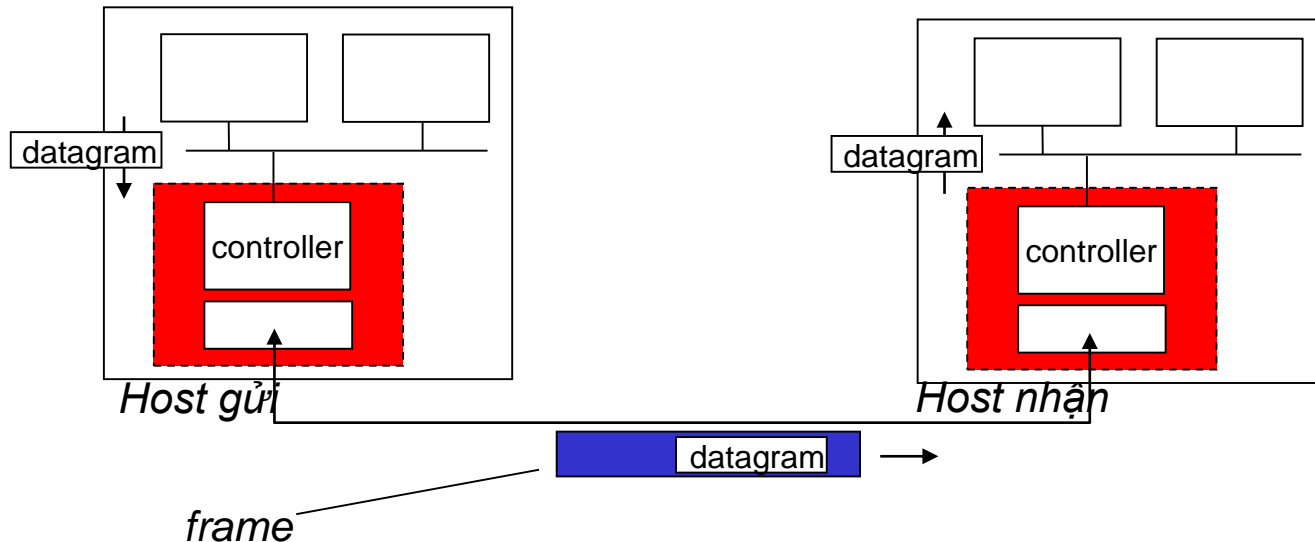 datagram
datagram
controller
controller
Host gửi
Host nhận
datagram
frame